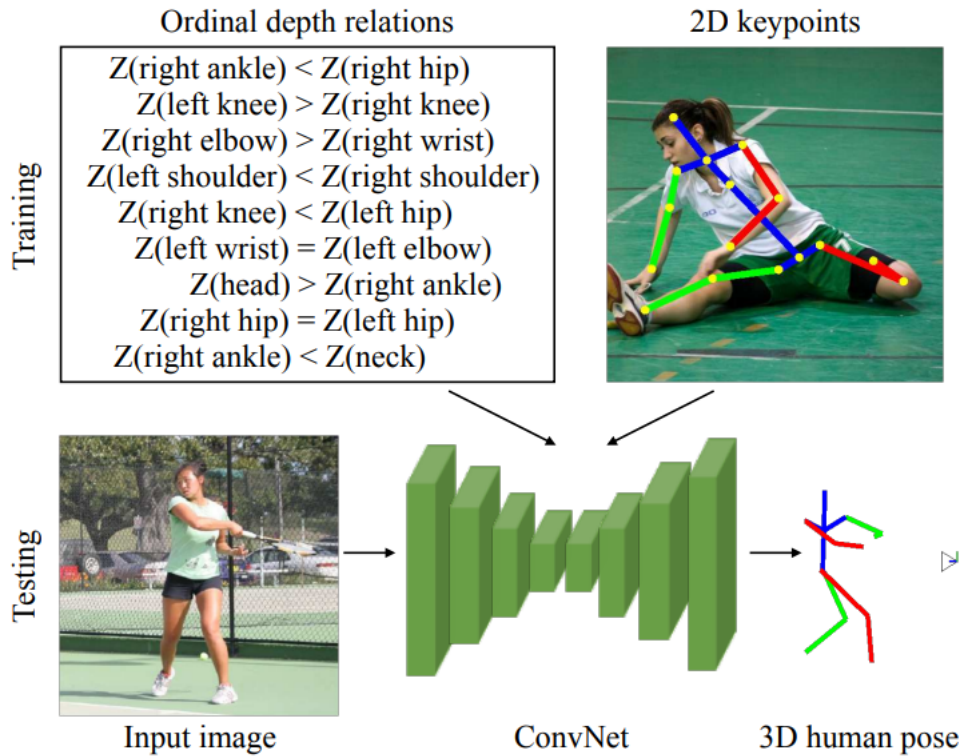 Ordinal depth relations
2D keypoints
Training
Z(right ankle) < Z(right hip)
Z(left knee) > Z(right knee)
Z(right elbow) > Z(right wrist)
Z(left shoulder) < Z(right shoulder)
Z(right knee) < Z(left hip)
Z(left wrist) = Z(left elbow)
Z(head) > Z(right ankle)
Z(right hip) = Z(left hip)
Z(right ankle) < Z(neck)
Testing
Input image
ConvNet
3D human pose